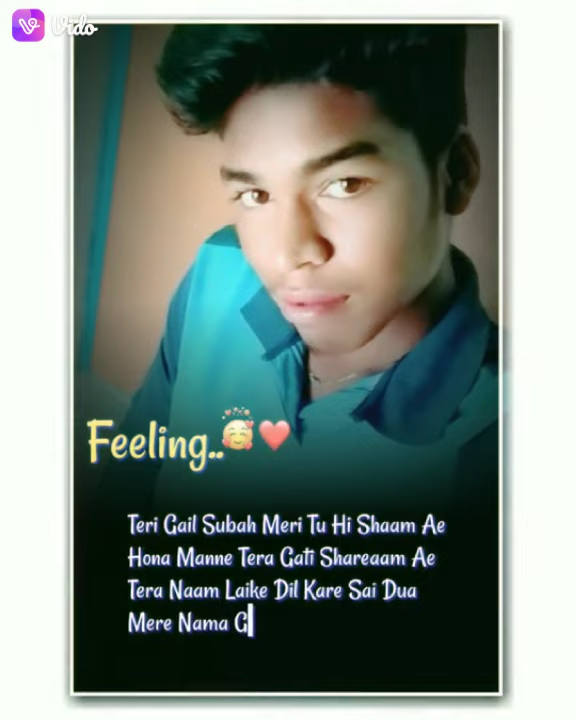 Vido
Feeling..🥰❤️
Teri Gail Subah Meri Tu Hi Shaam Ae
Hona Manne Tera Gati Shareaam Ae
Tera Naam Laike Dil Kare Sai Dua
Mere Nama G